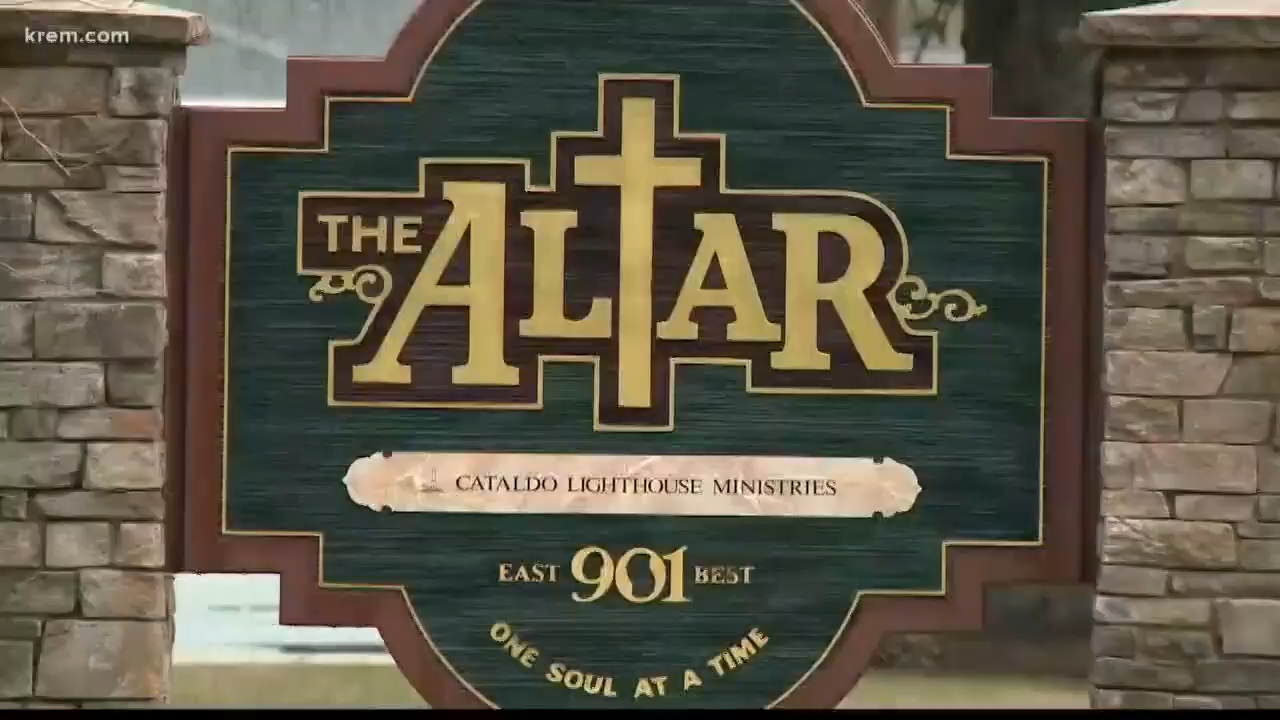 krem.com
THE ALTAR
CATALDO LIGHTHOUSE MINISTRIES
EAST 901 BEST
ONE SOUL AT A TIME